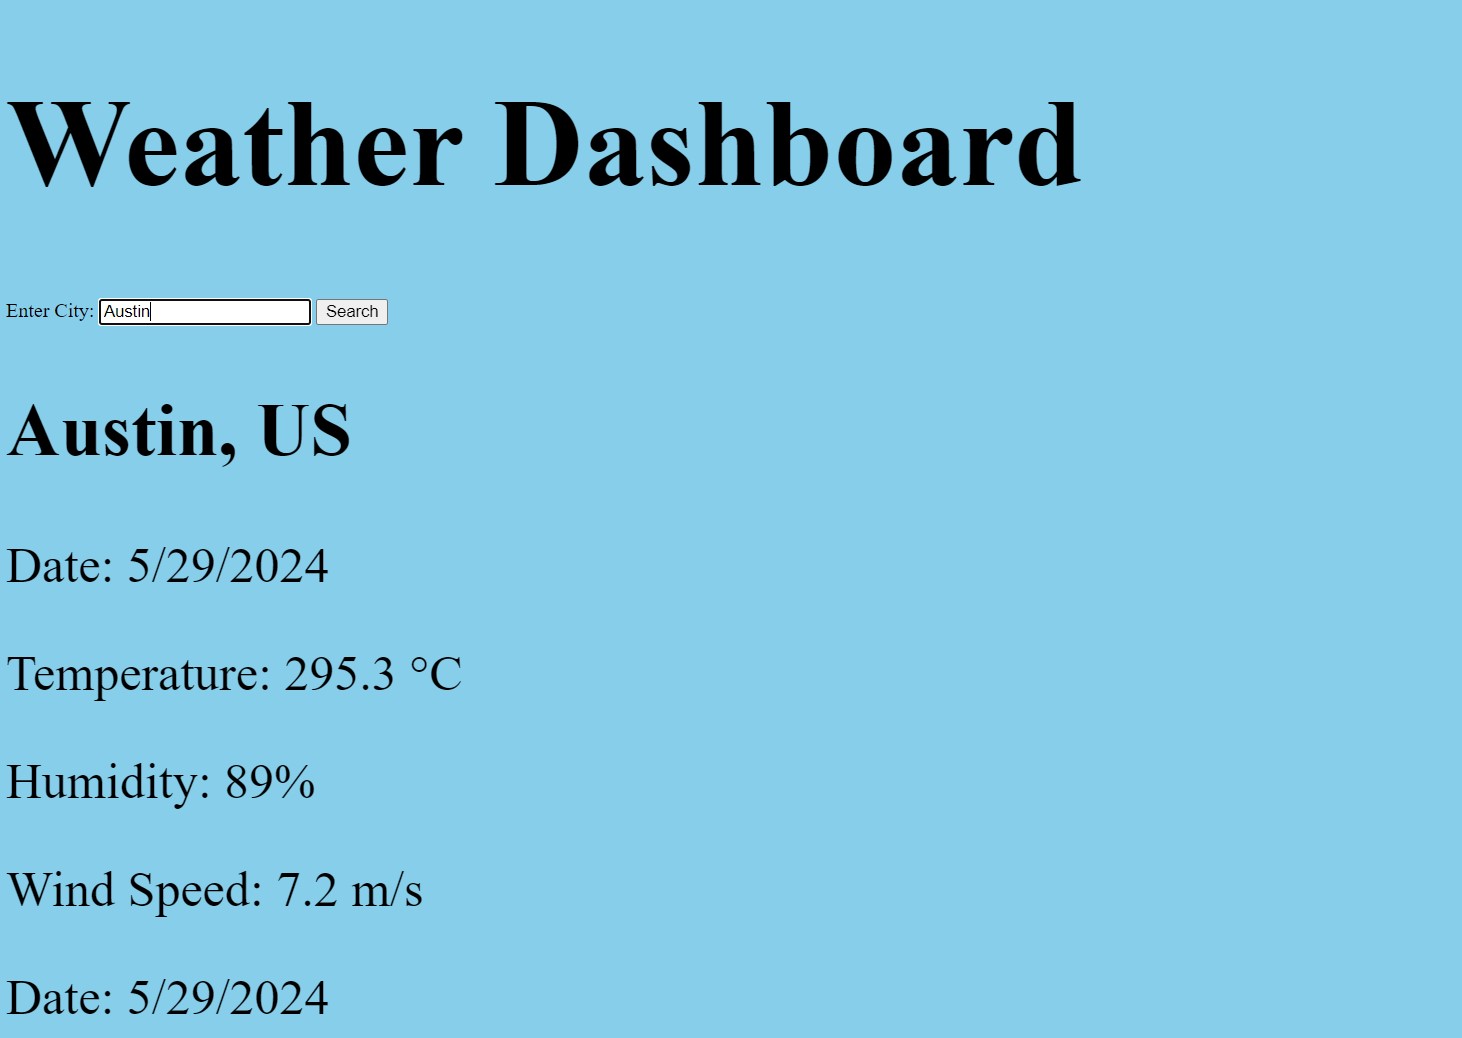 Weather Dashboard
Enter City: Austin Search
Austin, US
Date: 5/29/2024
Temperature: 295.3 °C
Humidity: 89%
Wind Speed: 7.2 m/s
Date: 5/29/2024